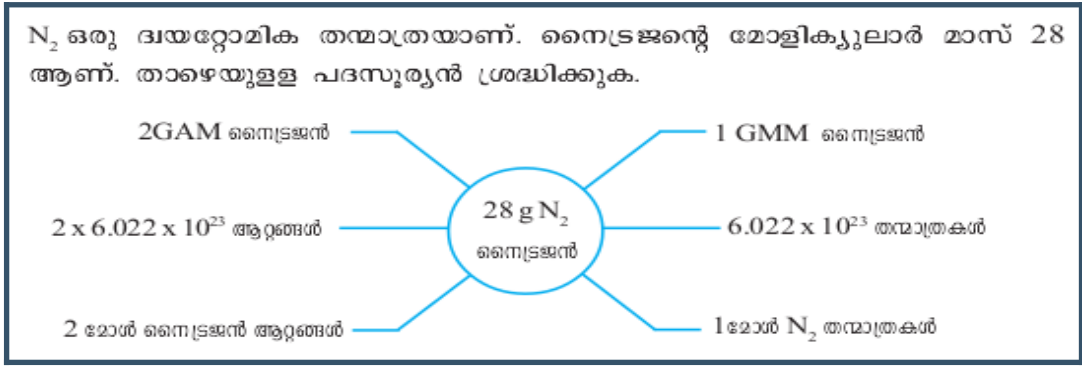 N₂ ഒരു ദ്വയറ്റോമിക തന്മാത്രയാണ്. നൈട്രജന്റെ മോളിക്യുലാർ മാസ് 28
ആണ്. താഴെയുളള പദസൂര്യൻ ശ്രദ്ധിക്കുക.
2GAM നൈട്രജൻ
1 GMM നൈട്രജൻ
2 x 6.022 x 10²³ ആറ്റങ്ങൾ
28 g N₂
നൈട്രജൻ
6.022 x 10²³ തന്മാത്രകൾ
2 മോൾ നൈട്രജൻ ആറ്റങ്ങൾ
1മോൾ N₂ തന്മാത്രകൾ